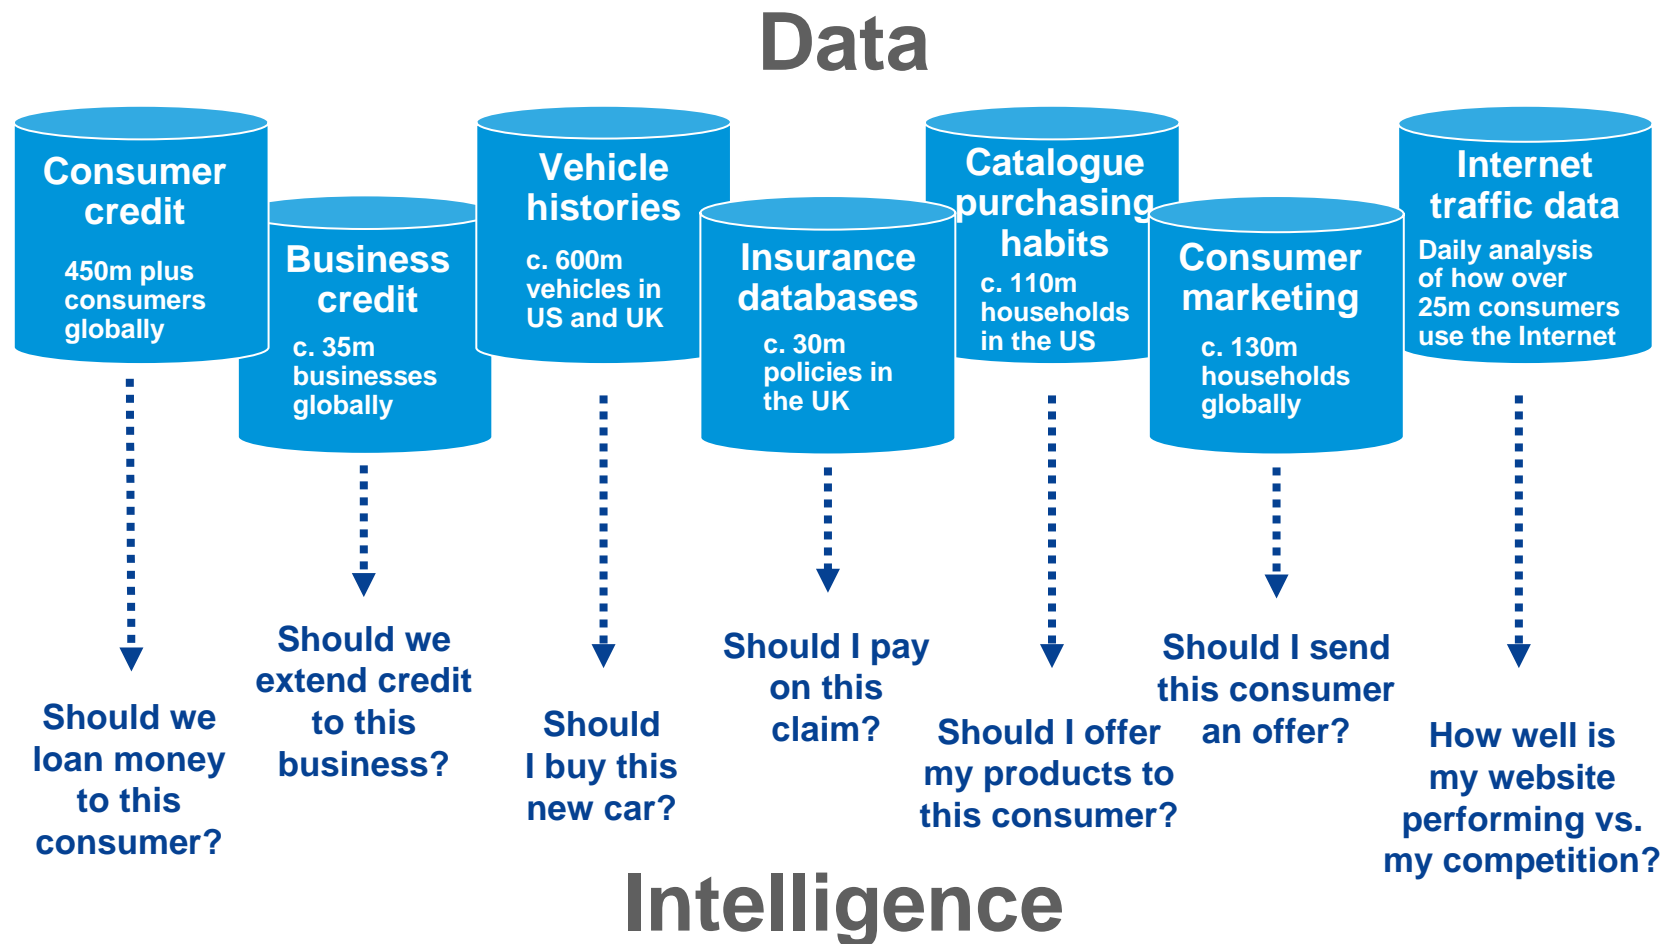 Data
Consumer
credit
450m plus
consumers
globally
Business
credit
c. 35m
businesses
globally
Vehicle
histories
c. 600m
vehicles in
US and UK
Insurance
databases
c. 30m
policies in
the UK
Catalogue
purchasing
habits
c. 110m
households
in the US
Consumer
marketing
c. 130m
households
globally
Internet
traffic data
Daily analysis
of how over
25m consumers
use the Internet
Should we
loan money
to this
consumer?
Should we
extend credit
to this
business?
Should
I buy this
new car?
Should I pay
on this
claim?
Should I offer
my products to
this consumer?
Should I send
this consumer
an offer?
How well is
my website
performing vs.
my competition?
Intelligence